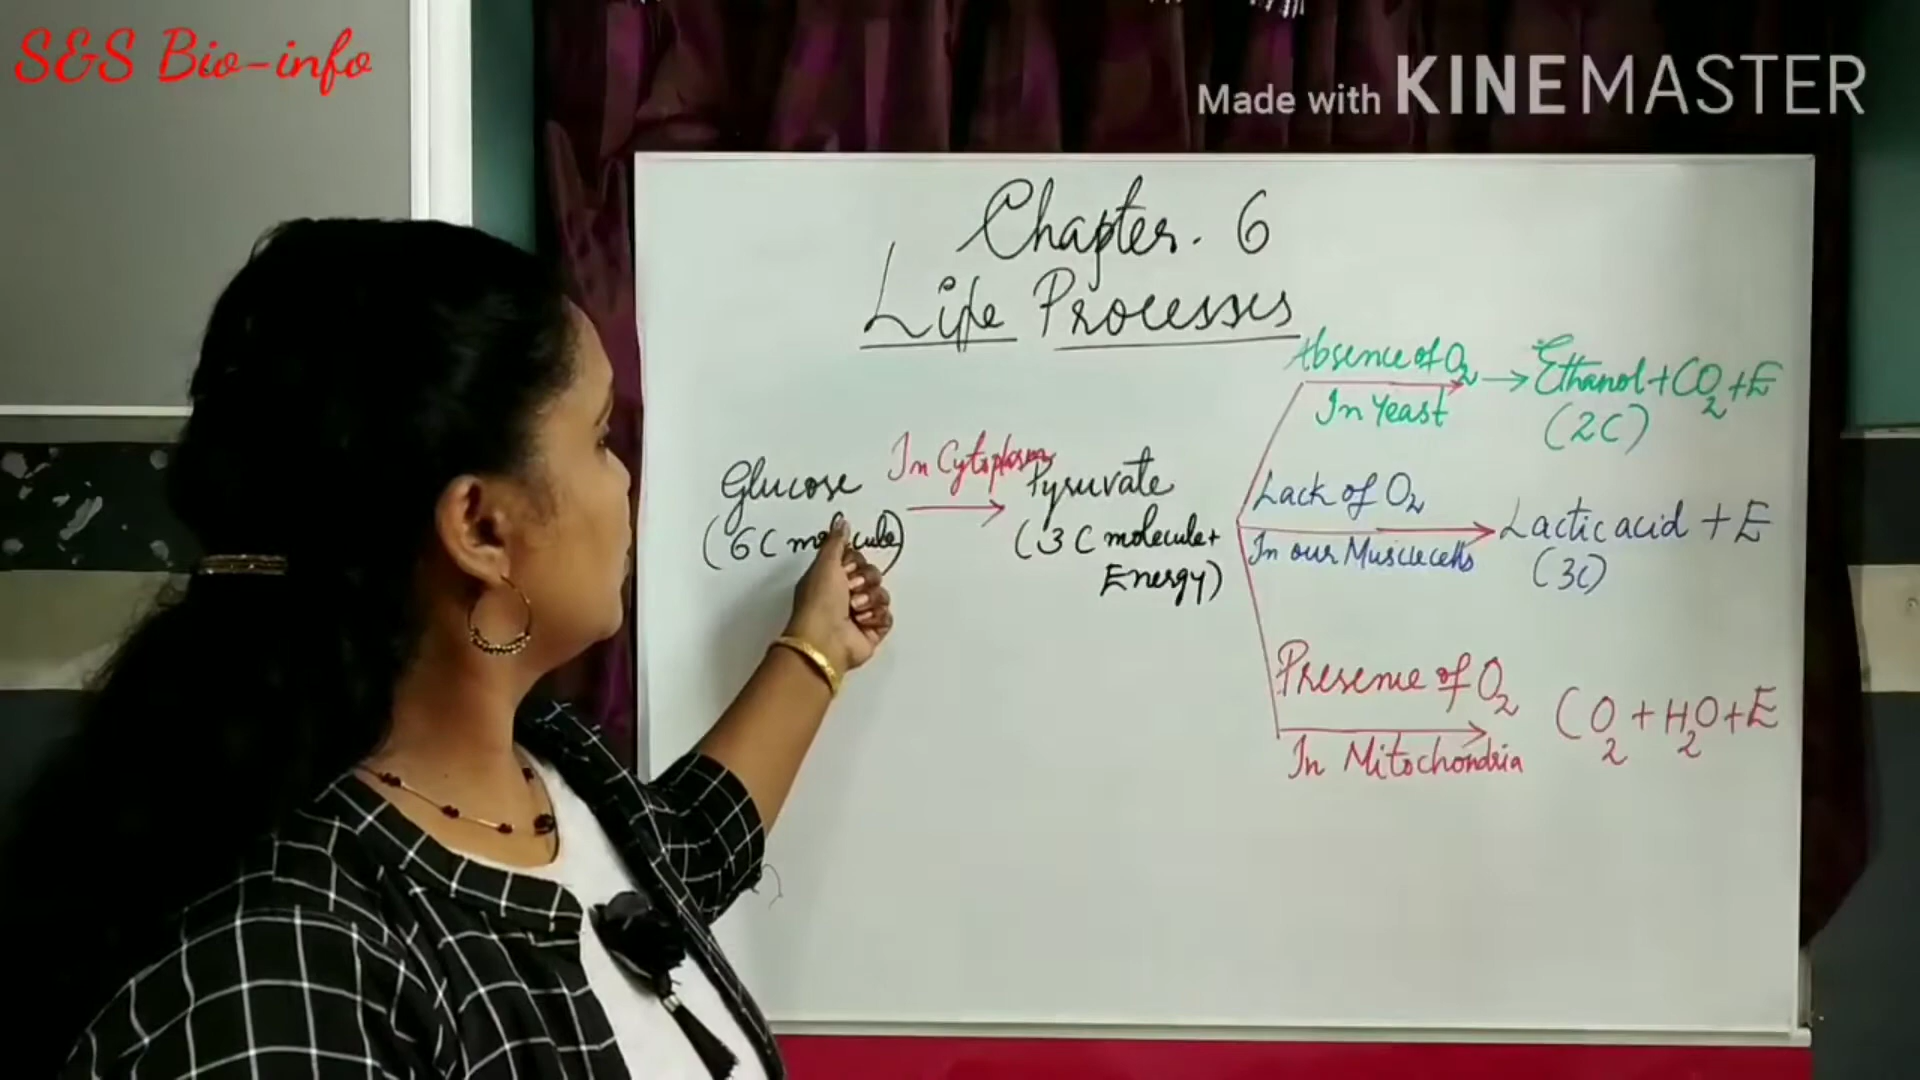 S&S Bio-info
Made with KINEMASTER
Chapter. 6
Life Processes
Glucose
(6C molecule)
In Cytoplasm
Pyruvate
(3C molecule+
Energy)
Absence of O2 → Ethanol + CO2 + E
In Yeast
(2C)
Lack of O2
In our Muscle cells
Lactic acid + E
(3C)
Presence of O2
In Mitochondria
CO2 + H2O + E